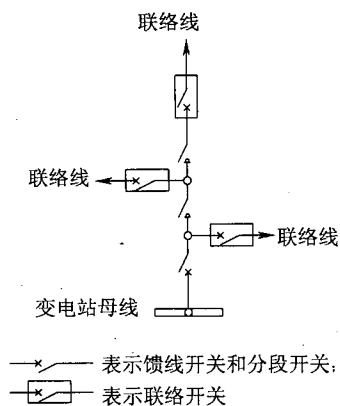 联络线
联络线
联络线
变电站母线
表示馈线开关和分段开关;
表示联络开关